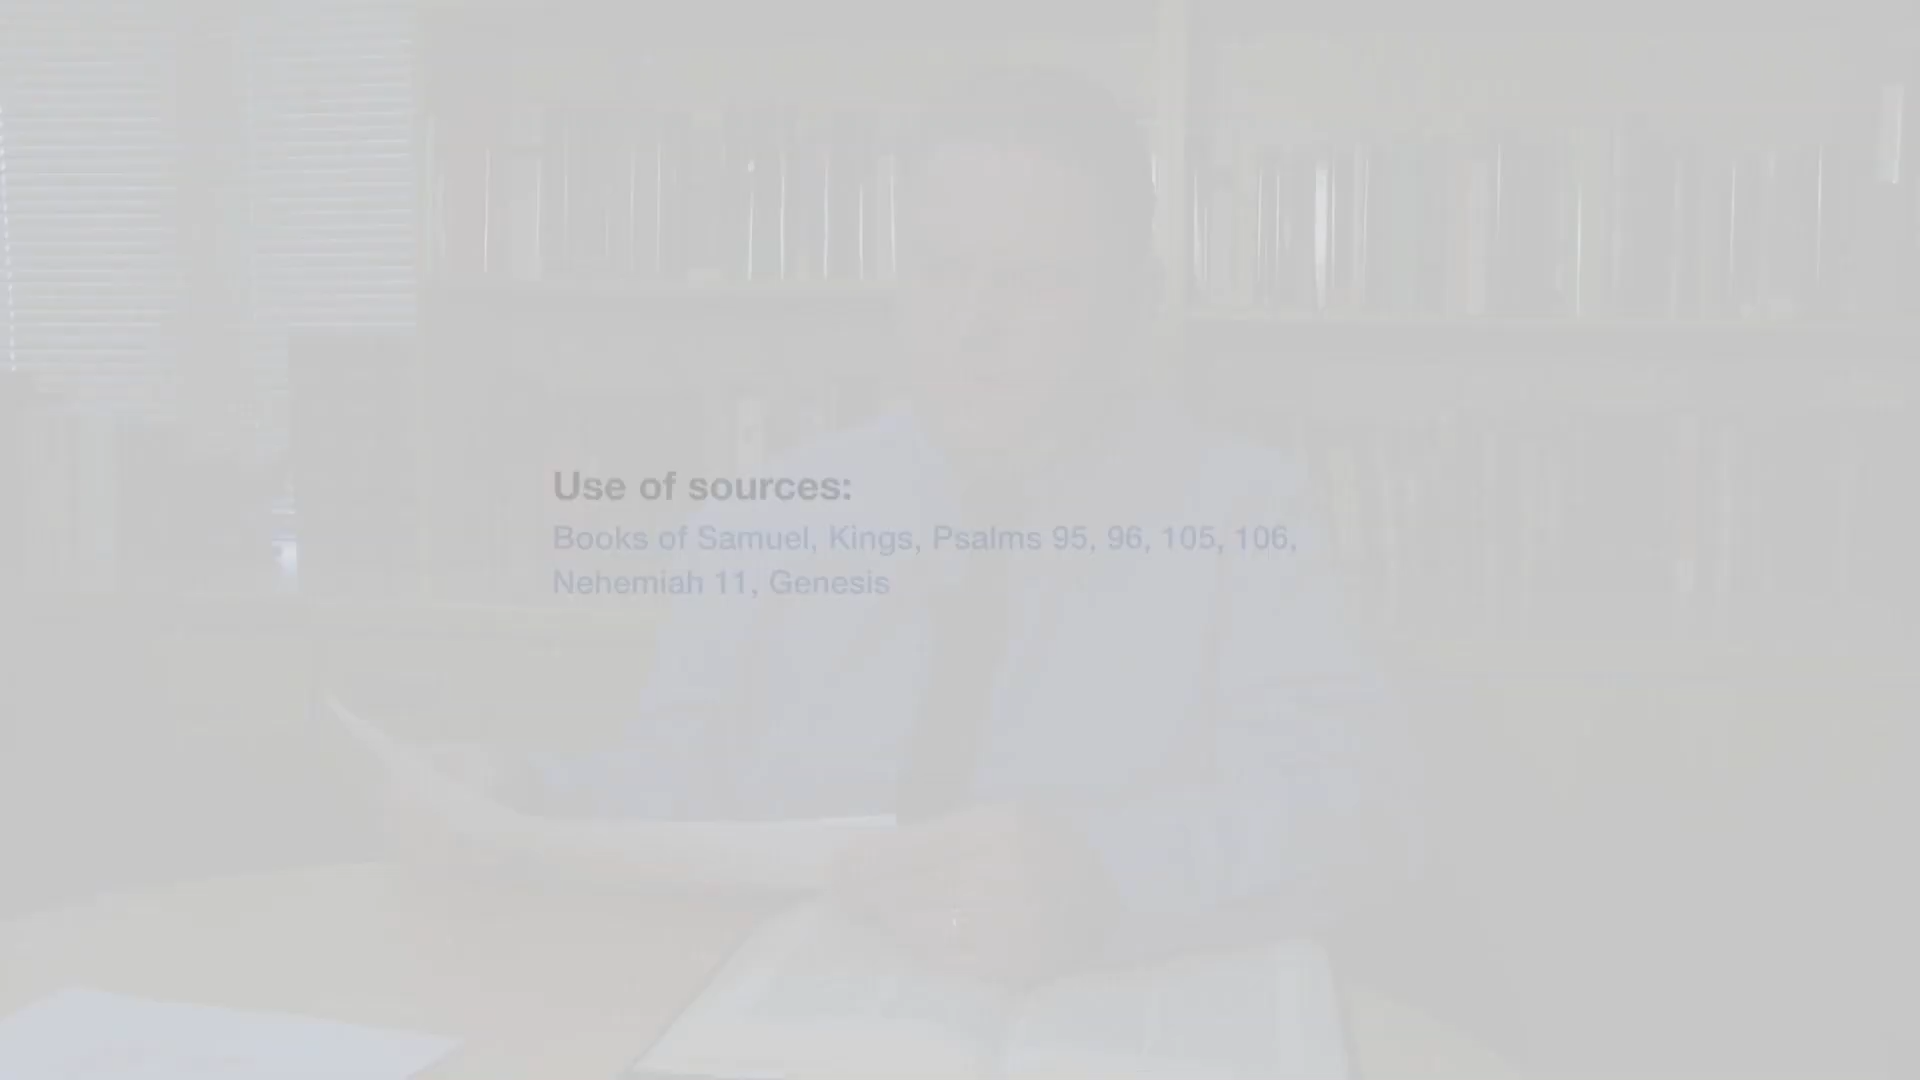 Use of sources:
Books of Samuel, Kings, Psalms 95, 96, 105, 106,
Nehemiah 11, Genesis